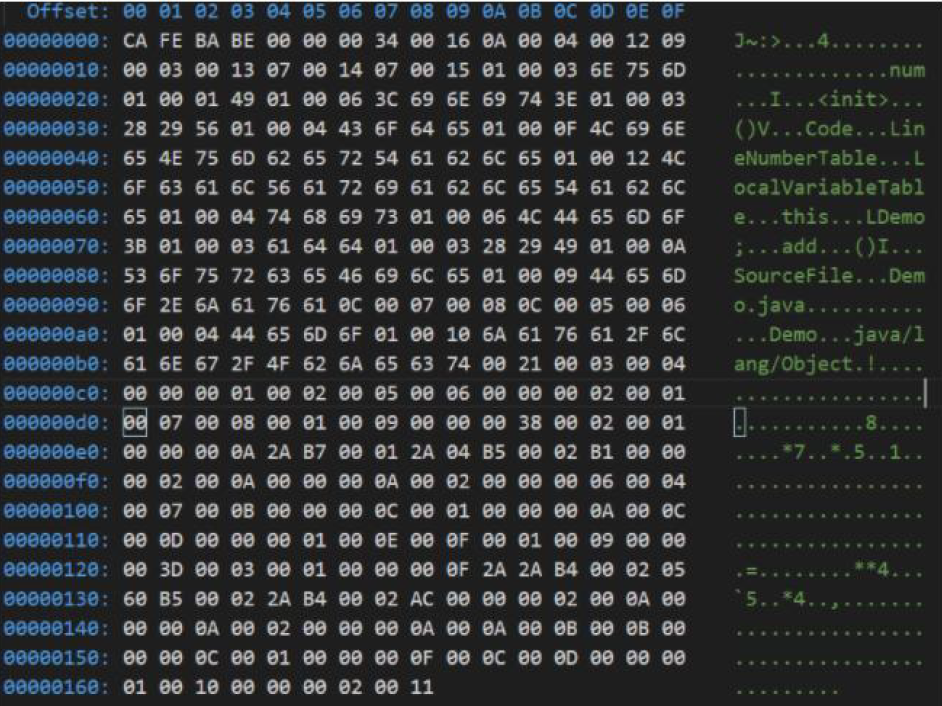 Offset: 00 01 02 03 04 05 06 07 08 09 0A 0B 0C 0D 0E 0F
00000000: CA FE BA BE 00 00 00 34 00 16 0A 00 04 00 12 09 J~:>...4........
00000010: 00 03 00 13 07 00 14 07 00 15 01 00 03 6E 75 6D .............num
00000020: 01 00 01 49 01 00 06 3C 69 6E 69 74 3E 01 00 03 ...I...<init>...
00000030: 28 29 56 01 00 04 43 6F 64 65 01 00 0F 4C 69 6E ()V...Code...Lin
00000040: 65 4E 75 6D 62 65 72 54 61 62 6C 65 01 00 12 4C eNumberTable...L
00000050: 6F 63 61 6C 56 61 72 69 61 62 6C 65 54 61 62 6C ocalVariableTabl
00000060: 65 01 00 04 74 68 69 73 01 00 06 4C 44 65 6D 6F e...this...LDemo
00000070: 3B 01 00 03 61 64 64 01 00 03 28 29 49 01 00 0A ;...add...()I...
00000080: 53 6F 75 72 63 65 46 69 6C 65 01 00 09 44 65 6D SourceFile...Dem
00000090: 6F 2E 6A 61 76 61 0C 00 07 00 08 0C 00 05 00 06 o.java..........
000000a0: 01 00 04 44 65 6D 6F 01 00 10 6A 61 76 61 2F 6C ...Demo...java/l
000000b0: 61 6E 67 2F 4F 62 6A 65 63 74 00 21 00 03 00 04 ang/Object.!....
000000c0: 00 00 00 01 00 02 00 05 00 06 00 00 00 02 00 01 ................
000000d0: 00 07 00 08 00 01 00 09 00 00 00 38 00 02 00 01 ...........8....
000000e0: 00 00 00 0A 2A B7 00 01 2A 04 B5 00 02 B1 00 00 ....*7..*.5..1..
000000f0: 00 02 00 0A 00 00 00 0A 00 02 00 00 00 06 00 04 ................
00000100: 00 07 00 0B 00 00 00 0C 00 01 00 00 00 0A 00 0C ................
00000110: 00 0D 00 00 00 01 00 0E 00 0F 00 01 00 09 00 00 ................
00000120: 00 3D 00 03 00 01 00 00 00 0F 2A 2A B4 00 02 05 .=........**4...
00000130: 60 B5 00 02 2A B4 00 02 AC 00 00 00 02 00 0A 00 `5..*4..,.......
00000140: 00 00 0A 00 02 00 00 00 0A 00 0A 00 0B 00 0B 00 ................
00000150: 00 00 0C 00 01 00 00 00 0F 00 0C 00 0D 00 00 00 ................
00000160: 01 00 10 00 00 00 02 00 11 .........